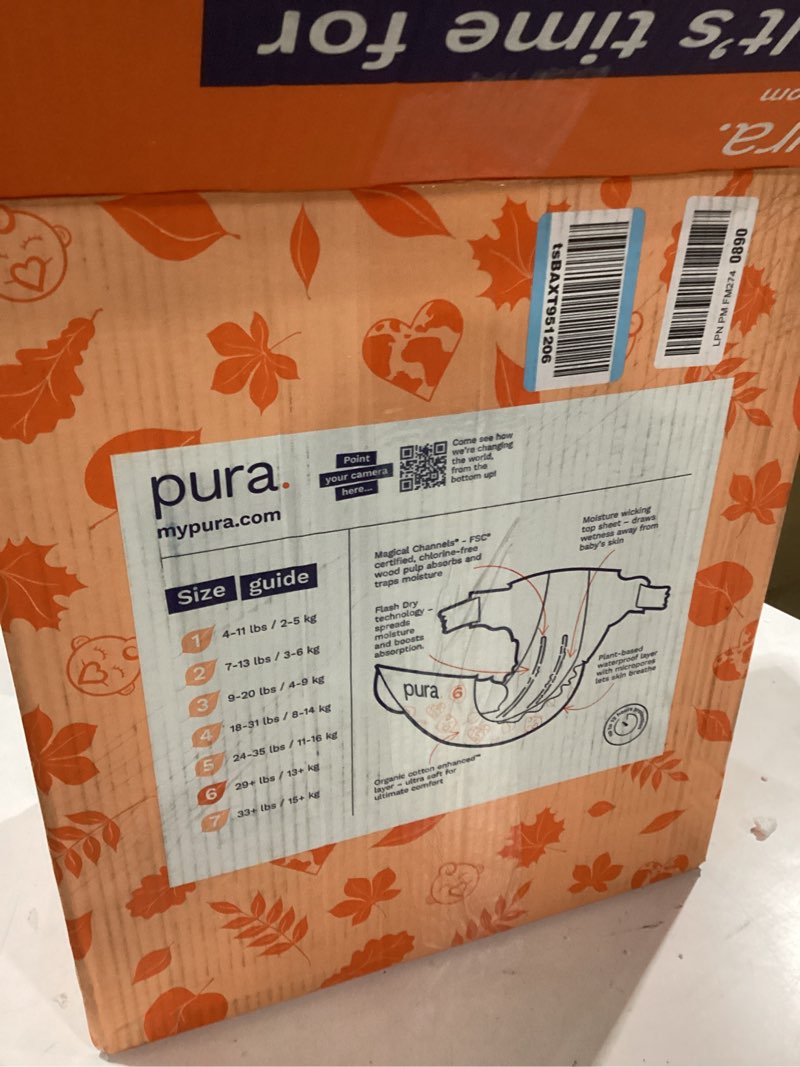 It's time for
pura.
tsBAXT951206
LPN PM FM274 0680
pura.
mypura.com
Point
your camera
here...
Come see how
we're changing
the world,
from the
bottom up!
Size guide
1 4-11 lbs / 2-5 kg
2 7-13 lbs / 3-6 kg
3 9-20 lbs / 4-9 kg
4 18-31 lbs / 8-14 kg
5 24-35 lbs / 11-16 kg
6 29+ lbs / 13+ kg
7 33+ lbs / 15+ kg
Magical Channels® - FSC®
certified, chlorine-free
wood pulp absorbs and
traps moisture
Moisture wicking
top sheet – draws
wetness away from
baby's skin
Flash Dry
technology –
spreads
moisture
and boosts
absorption.
Plant-based
waterproof layer
with micropores
lets skin breathe
pura 6
Organic cotton enhanced™
layer – ultra soft for
ultimate comfort